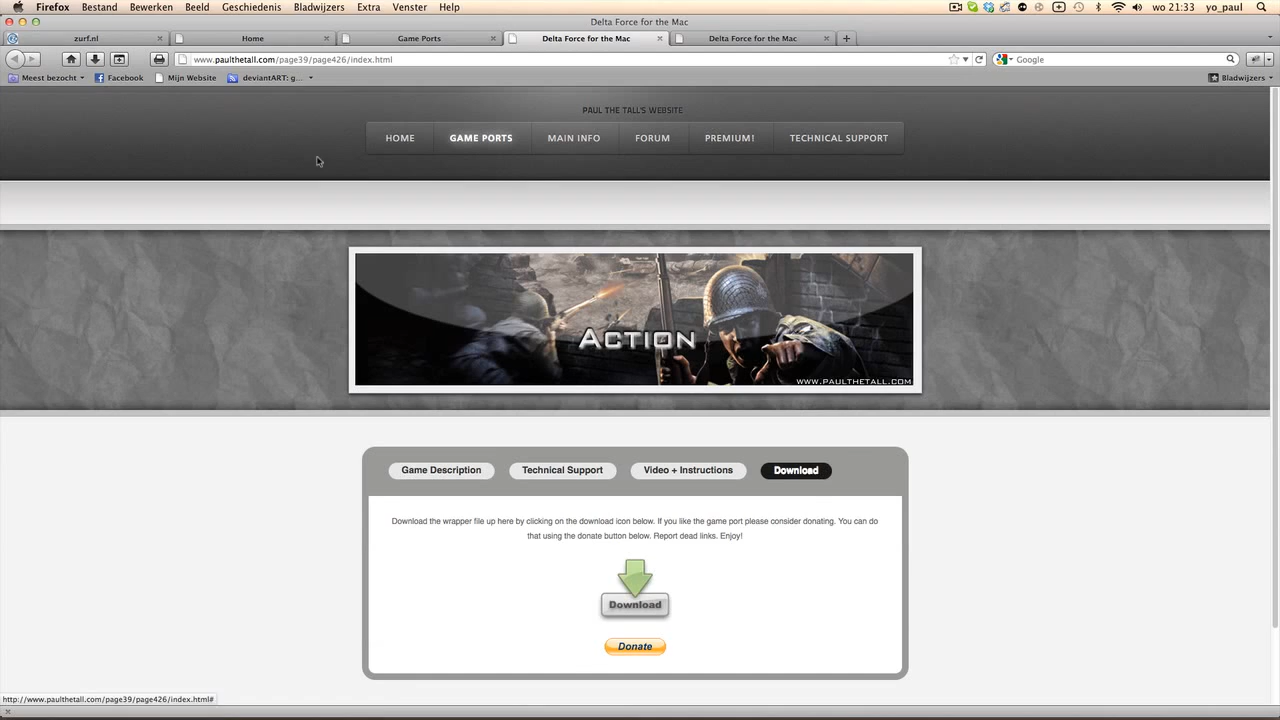 Firefox Bestand Bewerken Beeld Geschiedenis Bladwijzers Extra Venster Help wo 21:33 yo_paul
Delta Force for the Mac
zurf.nl Home Game Ports Delta Force for the Mac Delta Force for the Mac
www.paulthetall.com/page39/page426/index.html Google
Meest bezocht Facebook Mijn Website deviantART: g... Bladwijzers
PAUL THE TALL'S WEBSITE
HOME GAME PORTS MAIN INFO FORUM PREMIUM! TECHNICAL SUPPORT
ACTION
WWW.PAULTHETALL.COM
Game Description Technical Support Video + Instructions Download
Download the wrapper file up here by clicking on the download icon below. If you like the game port please consider donating. You can do
that using the donate button below. Report dead links. Enjoy!
Download
Donate
http://www.paulthetall.com/page39/page426/index.html#